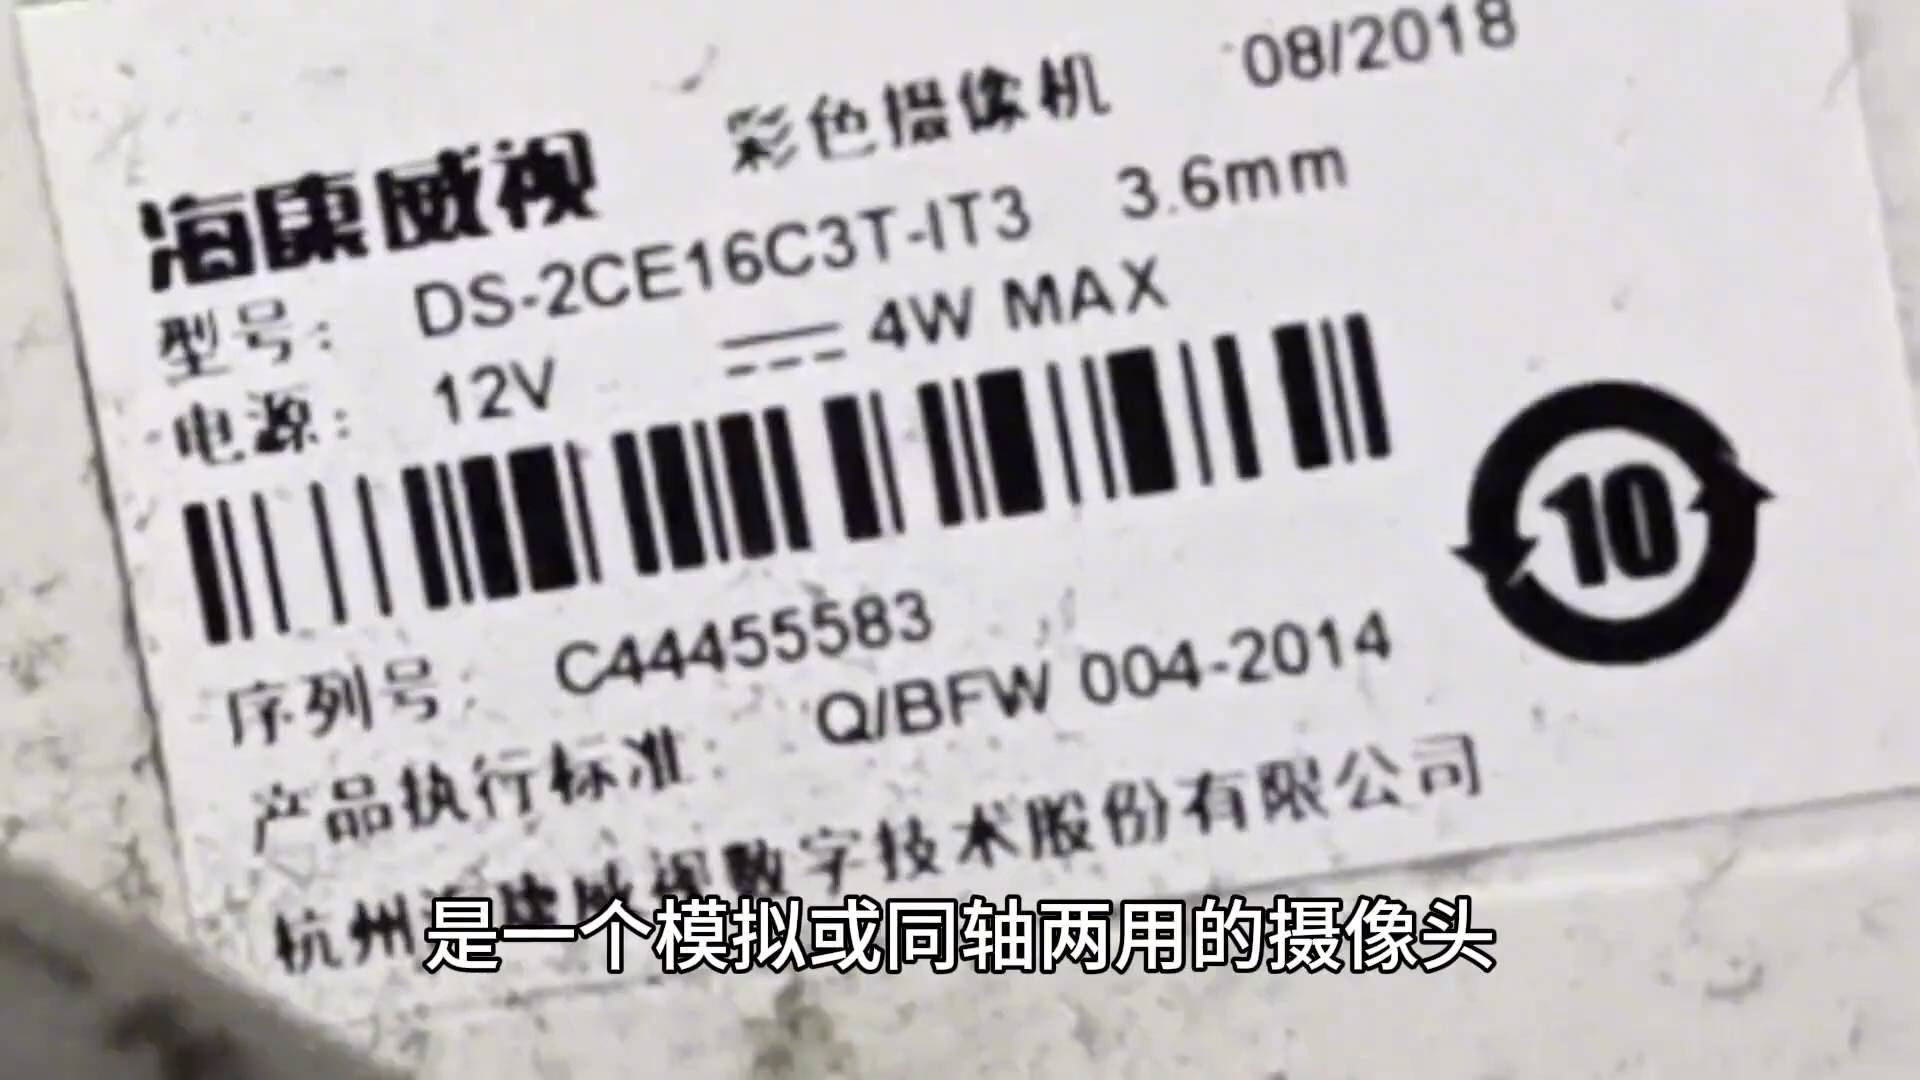 彩色摄像机 08/2018
海康威视
型号: DS-2CE16C3T-IT3 3.6mm
电源: 12V 4W MAX
10
序列号: C44455583
产品执行标准: Q/BFW 004-2014
杭州海康威视数字技术股份有限公司
是一个模拟或同轴两用的摄像头